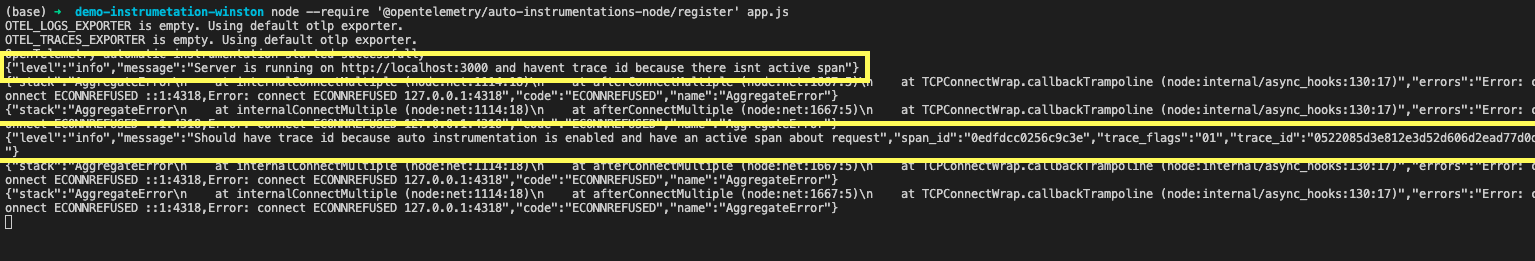 (base) ➜  demo-instrumetation-winston node --require '@opentelemetry/auto-instrumentations-node/register' app.js
OTEL_LOGS_EXPORTER is empty. Using default otlp exporter.
OTEL_TRACES_EXPORTER is empty. Using default otlp exporter.
OpenTelemetry automatic instrumentation started successfully
{"level":"info","message":"Server is running on http://localhost:3000 and havent trace id because there isnt active span"}
{"stack":"AggregateError\n    at internalConnectMultiple (node:net:1114:18)\n    at afterConnectMultiple (node:net:1667:5)\n    at TCPConnectWrap.callbackTrampoline (node:internal/async_hooks:130:17)","errors":"Error: c
onnect ECONNREFUSED ::1:4318,Error: connect ECONNREFUSED 127.0.0.1:4318","code":"ECONNREFUSED","name":"AggregateError"}
{"stack":"AggregateError\n    at internalConnectMultiple (node:net:1114:18)\n    at afterConnectMultiple (node:net:1667:5)\n    at TCPConnectWrap.callbackTrampoline (node:internal/async_hooks:130:17)","errors":"Error: c
onnect ECONNREFUSED ::1:4318,Error: connect ECONNREFUSED 127.0.0.1:4318","code":"ECONNREFUSED","name":"AggregateError"}
{"level":"info","message":"Should have trace id because auto instrumentation is enabled and have an active span about request","span_id":"0edfdcc0256c9c3e","trace_flags":"01","trace_id":"0522085d3e812e3d52d606d2ead77d0c
"}
{"stack":"AggregateError\n    at internalConnectMultiple (node:net:1114:18)\n    at afterConnectMultiple (node:net:1667:5)\n    at TCPConnectWrap.callbackTrampoline (node:internal/async_hooks:130:17)","errors":"Error: c
onnect ECONNREFUSED ::1:4318,Error: connect ECONNREFUSED 127.0.0.1:4318","code":"ECONNREFUSED","name":"AggregateError"}
{"stack":"AggregateError\n    at internalConnectMultiple (node:net:1114:18)\n    at afterConnectMultiple (node:net:1667:5)\n    at TCPConnectWrap.callbackTrampoline (node:internal/async_hooks:130:17)","errors":"Error: c
onnect ECONNREFUSED ::1:4318,Error: connect ECONNREFUSED 127.0.0.1:4318","code":"ECONNREFUSED","name":"AggregateError"}